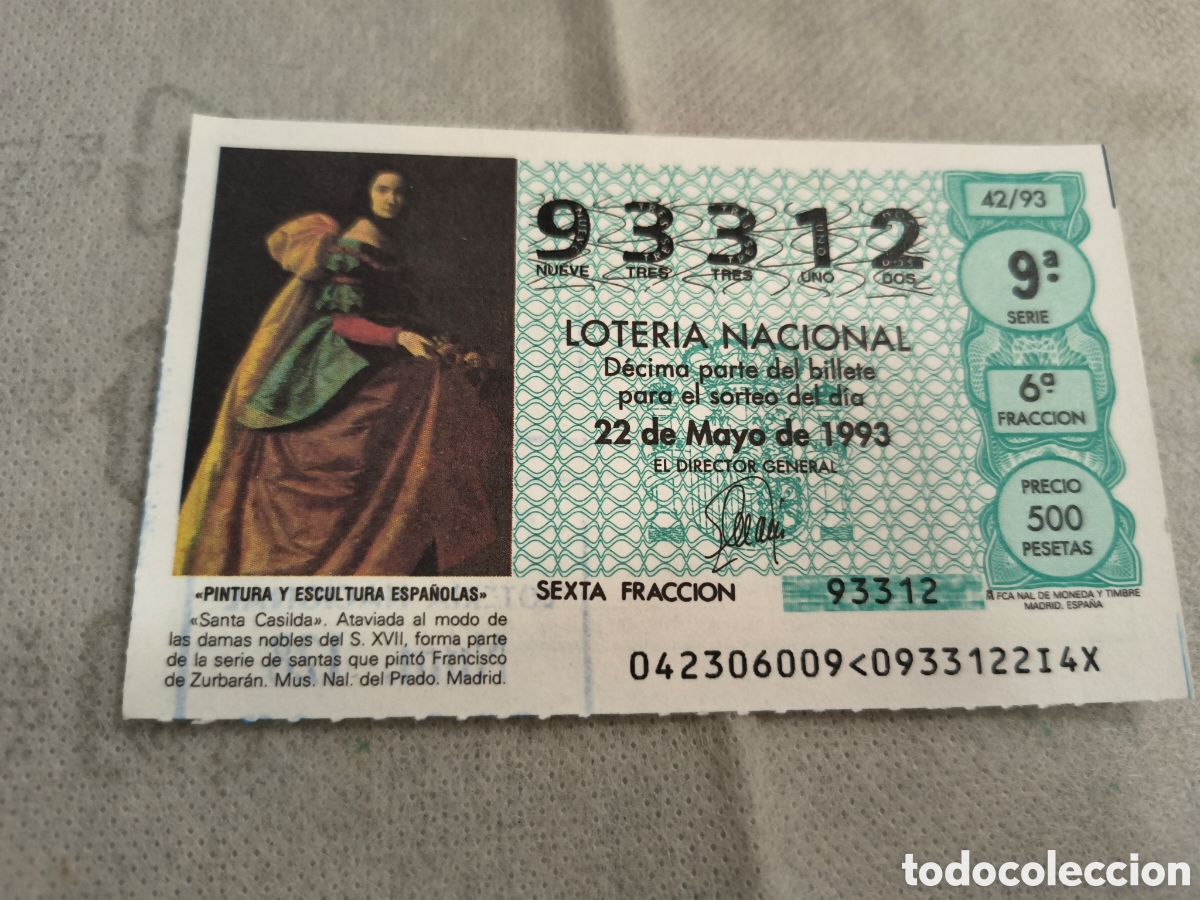 93312
NUEVE TRES TRES UNO DOS
LOTERIA NACIONAL
Décima parte del billete
para el sorteo del día
22 de Mayo de 1993
EL DIRECTOR GENERAL
SEXTA FRACCION 93312
42/93
9ª
SERIE
6ª
FRACCION
PRECIO
500
PESETAS
FCA NAL DE MONEDA Y TIMBRE
MADRID. ESPAÑA
«PINTURA Y ESCULTURA ESPAÑOLAS»
«Santa Casilda». Ataviada al modo de
las damas nobles del S. XVII, forma parte
de la serie de santas que pintó Francisco
de Zurbarán. Mus. Nal. del Prado. Madrid.
042306009<0933122I4X
todocoleccion